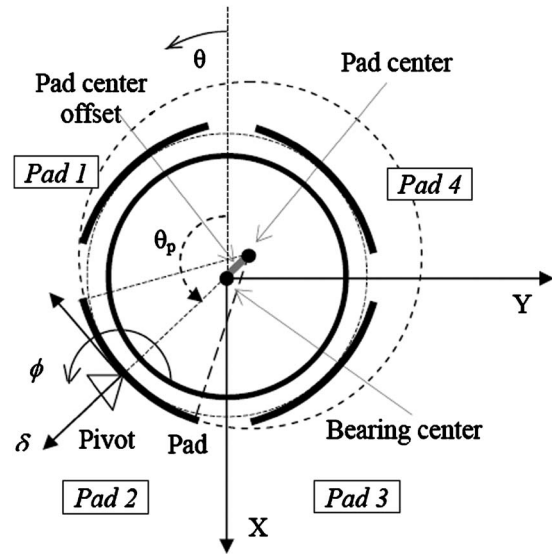 θ
Pad center
Pad center
offset
Pad 1
Pad 4
θp
Y
ϕ
δ
Pivot
Pad
Bearing center
Pad 2
Pad 3
X